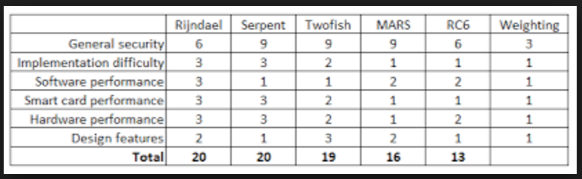 Rijndael Serpent Twofish MARS RC6 Weighting
General security 6 9 9 9 6 3
Implementation difficulty 3 3 2 1 1 1
Software performance 3 1 1 2 2 1
Smart card performance 3 3 2 1 1 1
Hardware performance 3 3 2 1 2 1
Design features 2 1 3 2 1 1
Total 20 20 19 16 13